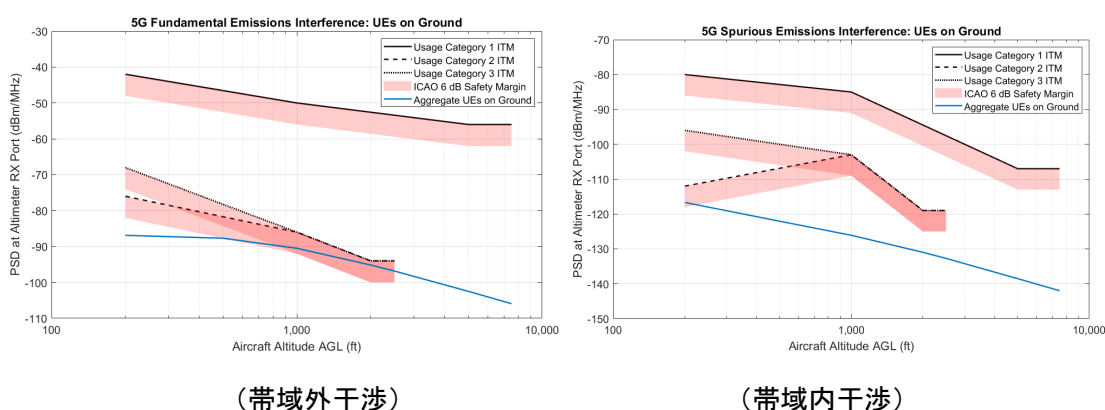 5G Fundamental Emissions Interference: UEs on Ground
-30
-40
-50
-60
-70
-80
-90
-100
-110
PSD at Altimeter RX Port (dBm/MHz)
Usage Category 1 ITM
Usage Category 2 ITM
Usage Category 3 ITM
ICAO 6 dB Safety Margin
Aggregate UEs on Ground
100
1,000
10,000
Aircraft Altitude AGL (ft)
（帯域外干渉）
5G Spurious Emissions Interference: UEs on Ground
-70
-80
-90
-100
-110
-120
-130
-140
-150
PSD at Altimeter RX Port (dBm/MHz)
Usage Category 1 ITM
Usage Category 2 ITM
Usage Category 3 ITM
ICAO 6 dB Safety Margin
Aggregate UEs on Ground
100
1,000
10,000
Aircraft Altitude AGL (ft)
（帯域内干渉）